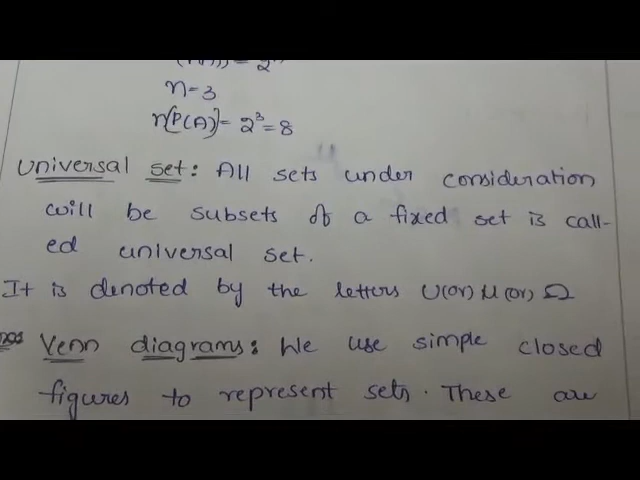 n=3
n[P(A)]= 2³=8
Universal set: All sets under consideration
will be subsets of a fixed set is call-
ed universal set.
It is denoted by the letters U(or) μ(or) Ω
Venn diagrams: We use simple closed
figures to represent sets. These are